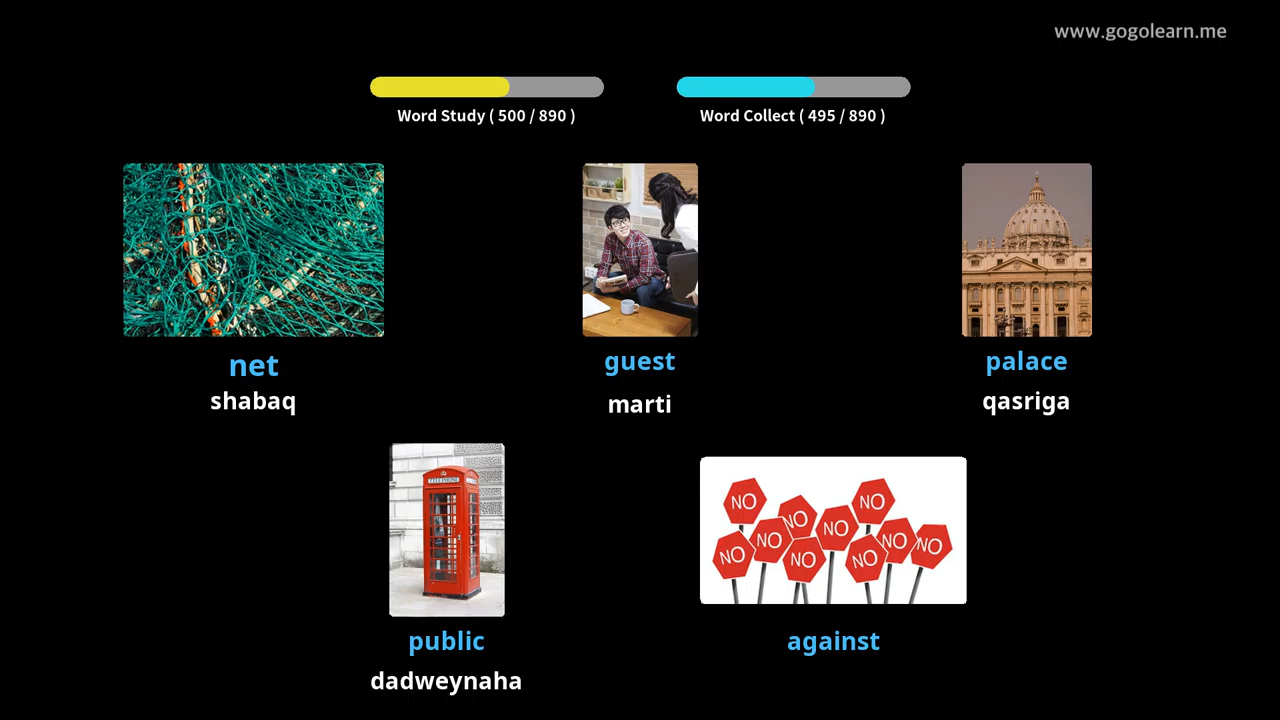 www.gogolearn.me
Word Study ( 500 / 890 )
Word Collect ( 495 / 890 )
net
shabaq
guest
marti
palace
qasriga
TELEPHONE
public
dadweynaha
NO
NO
NO
NO
NO
NO
NO
NO
NO
NO
against